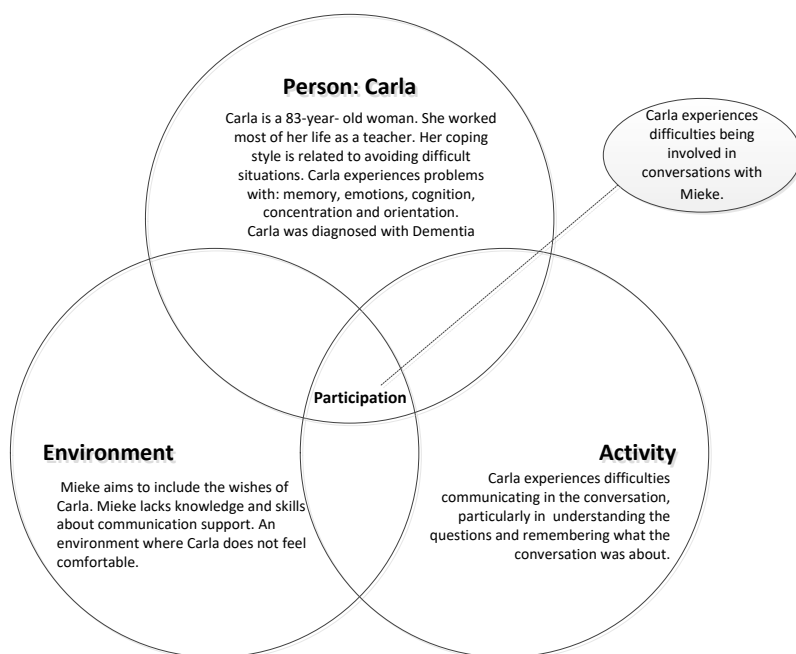 Person: Carla
Carla is a 83-year- old woman. She worked
most of her life as a teacher. Her coping
style is related to avoiding difficult
situations. Carla experiences problems
with: memory, emotions, cognition,
concentration and orientation.
Carla was diagnosed with Dementia
Carla experiences
difficulties being
involved in
conversations with
Mieke.
Participation
Environment
Mieke aims to include the wishes of
Carla. Mieke lacks knowledge and skills
about communication support. An
environment where Carla does not feel
comfortable.
Activity
Carla experiences difficulties
communicating in the conversation,
particularly in understanding the
questions and remembering what the
conversation was about.